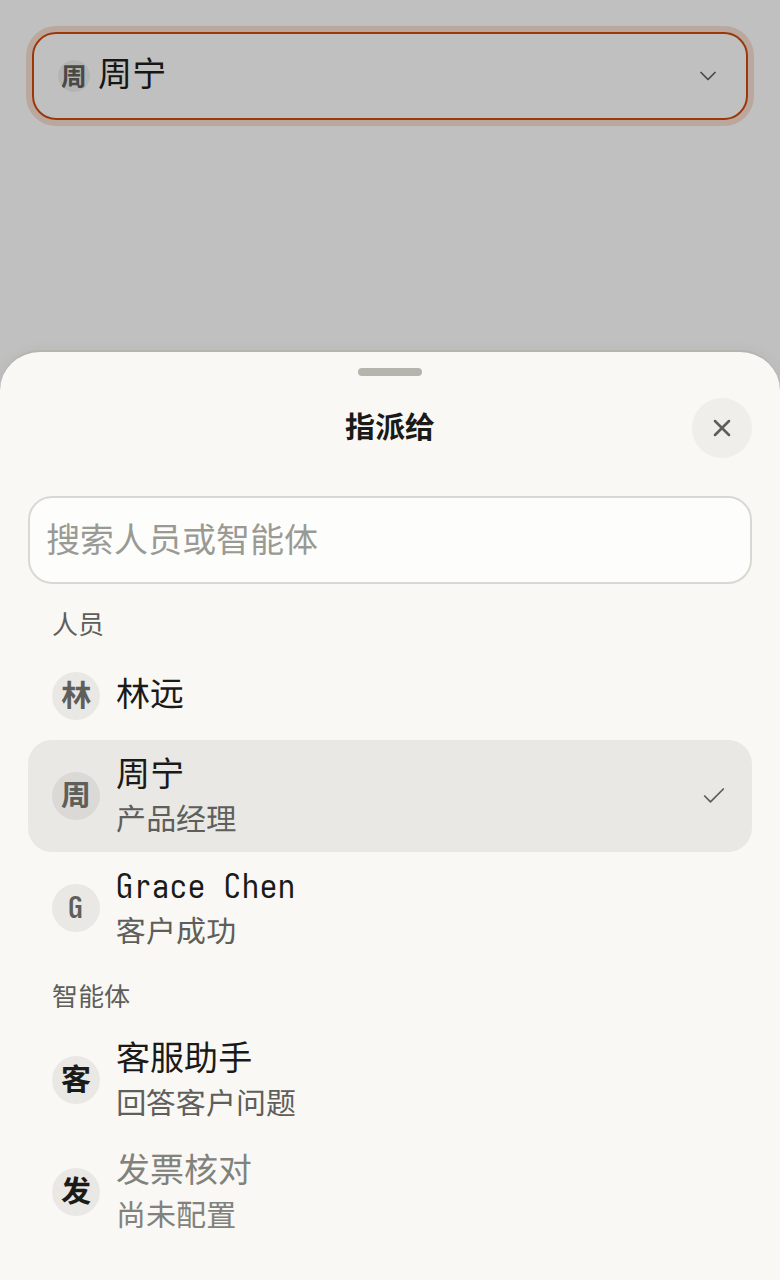 周 周宁
指派给
搜索人员或智能体
人员
林 林远
周 周宁
产品经理
G Grace Chen
客户成功
智能体
客 客服助手
回答客户问题
发 发票核对
尚未配置